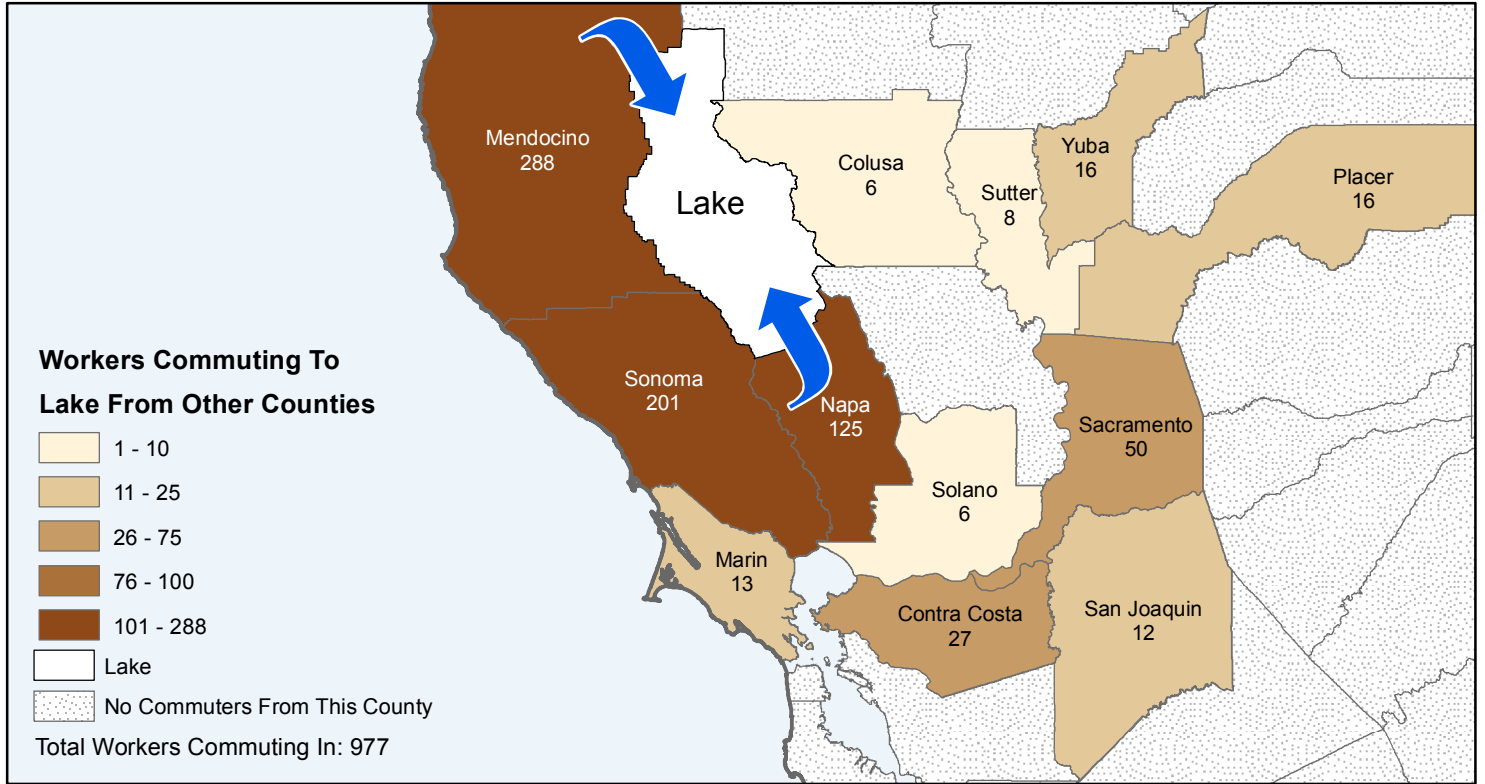 Mendocino
288
Lake
Colusa
6
Sutter
8
Yuba
16
Placer
16
Sonoma
201
Napa
125
Sacramento
50
Solano
6
Marin
13
Contra Costa
27
San Joaquin
12
Workers Commuting To
Lake From Other Counties
1 - 10
11 - 25
26 - 75
76 - 100
101 - 288
Lake
No Commuters From This County
Total Workers Commuting In: 977